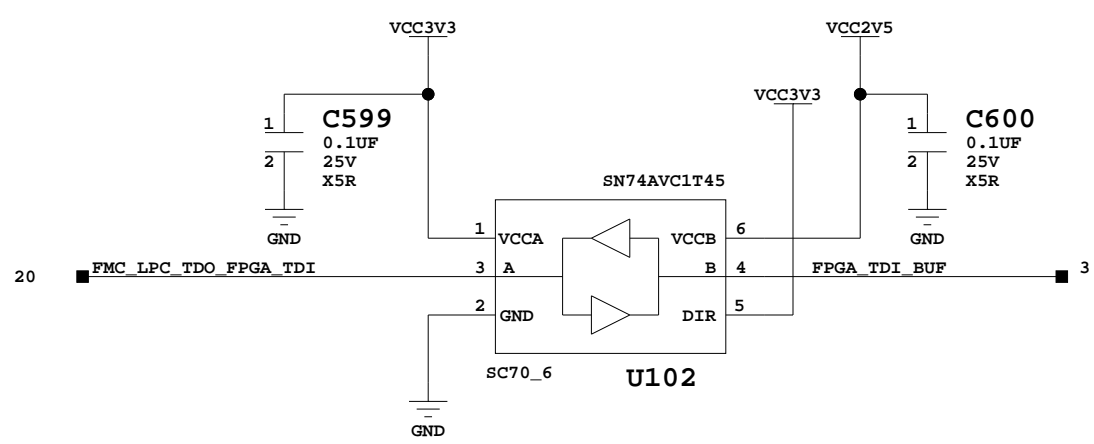 VCC3V3
VCC2V5
VCC3V3
1
C599
0.1UF
2
25V
X5R
GND
1
C600
0.1UF
2
25V
X5R
GND
SN74AVC1T45
1
VCCA
VCCB
6
20
FMC_LPC_TDO_FPGA_TDI
3
A
B
4
FPGA_TDI_BUF
3
2
GND
DIR
5
SC70_6
U102
GND